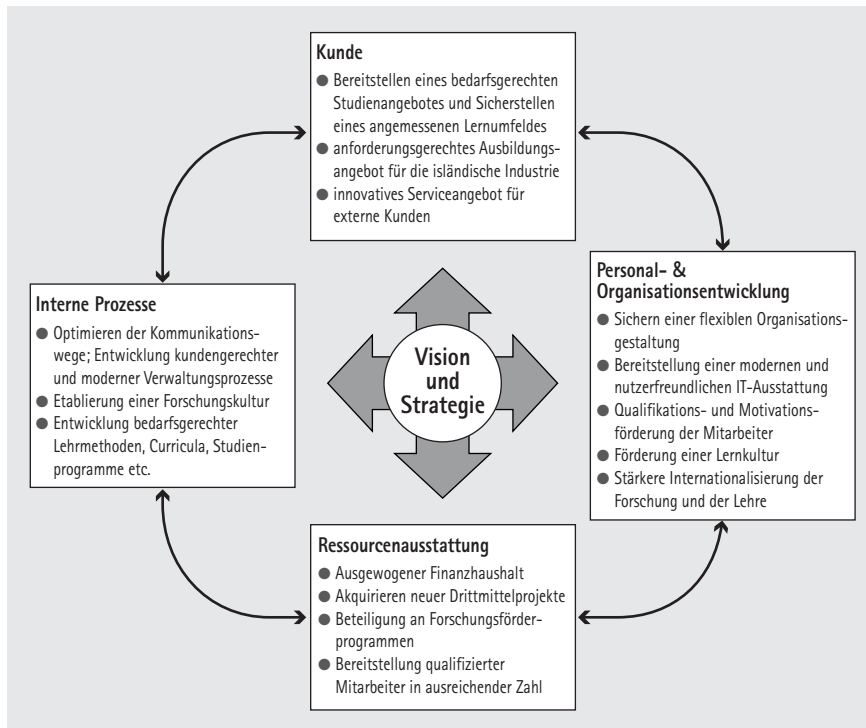 Kunde
● Bereitstellen eines bedarfsgerechten
Studienangebotes und Sicherstellen
eines angemessenen Lernumfeldes
● anforderungsgerechtes Ausbildungs-
angebot für die isländische Industrie
● innovatives Serviceangebot für
externe Kunden
Interne Prozesse
● Optimieren der Kommunikations-
wege; Entwicklung kundengerechter
und moderner Verwaltungsprozesse
● Etablierung einer Forschungskultur
● Entwicklung bedarfsgerechter
Lehrmethoden, Curricula, Studien-
programme etc.
Vision
und
Strategie
Personal- &
Organisationsentwicklung
● Sichern einer flexiblen Organisations-
gestaltung
● Bereitstellung einer modernen und
nutzerfreundlichen IT-Ausstattung
● Qualifikations- und Motivations-
förderung der Mitarbeiter
● Förderung einer Lernkultur
● Stärkere Internationalisierung der
Forschung und der Lehre
Ressourcenausstattung
● Ausgewogener Finanzhaushalt
● Akquirieren neuer Drittmittelprojekte
● Beteiligung an Forschungsförder-
programmen
● Bereitstellung qualifizierter
Mitarbeiter in ausreichender Zahl